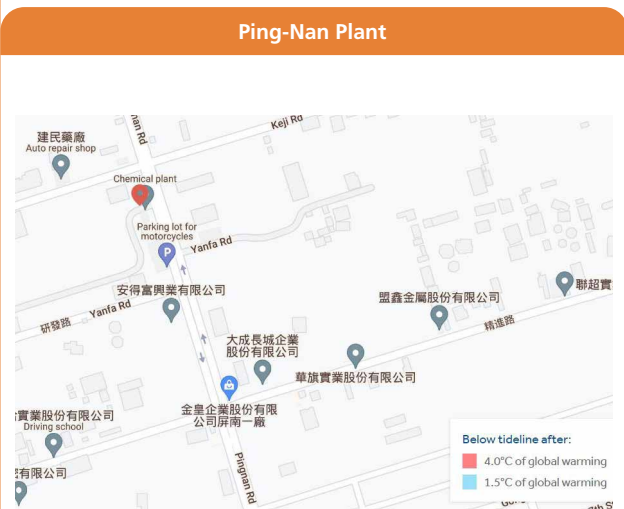 Ping-Nan Plant
Keji Rd
建民藥廠
Auto repair shop
Chemical plant
Parking lot for
motorcycles
P
Yanfa Rd
安得富興業有限公司
研發路
Yanfa Rd
盟鑫金屬股份有限公司
聯超實
精進路
大成長城企業
股份有限公司
華旗實業股份有限公司
金皇企業股份有限
公司屏南一廠
實業股份有限公司
Driving school
有限公司
Pingnan Rd
Below tideline after:
4.0°C of global warming
1.5°C of global warming